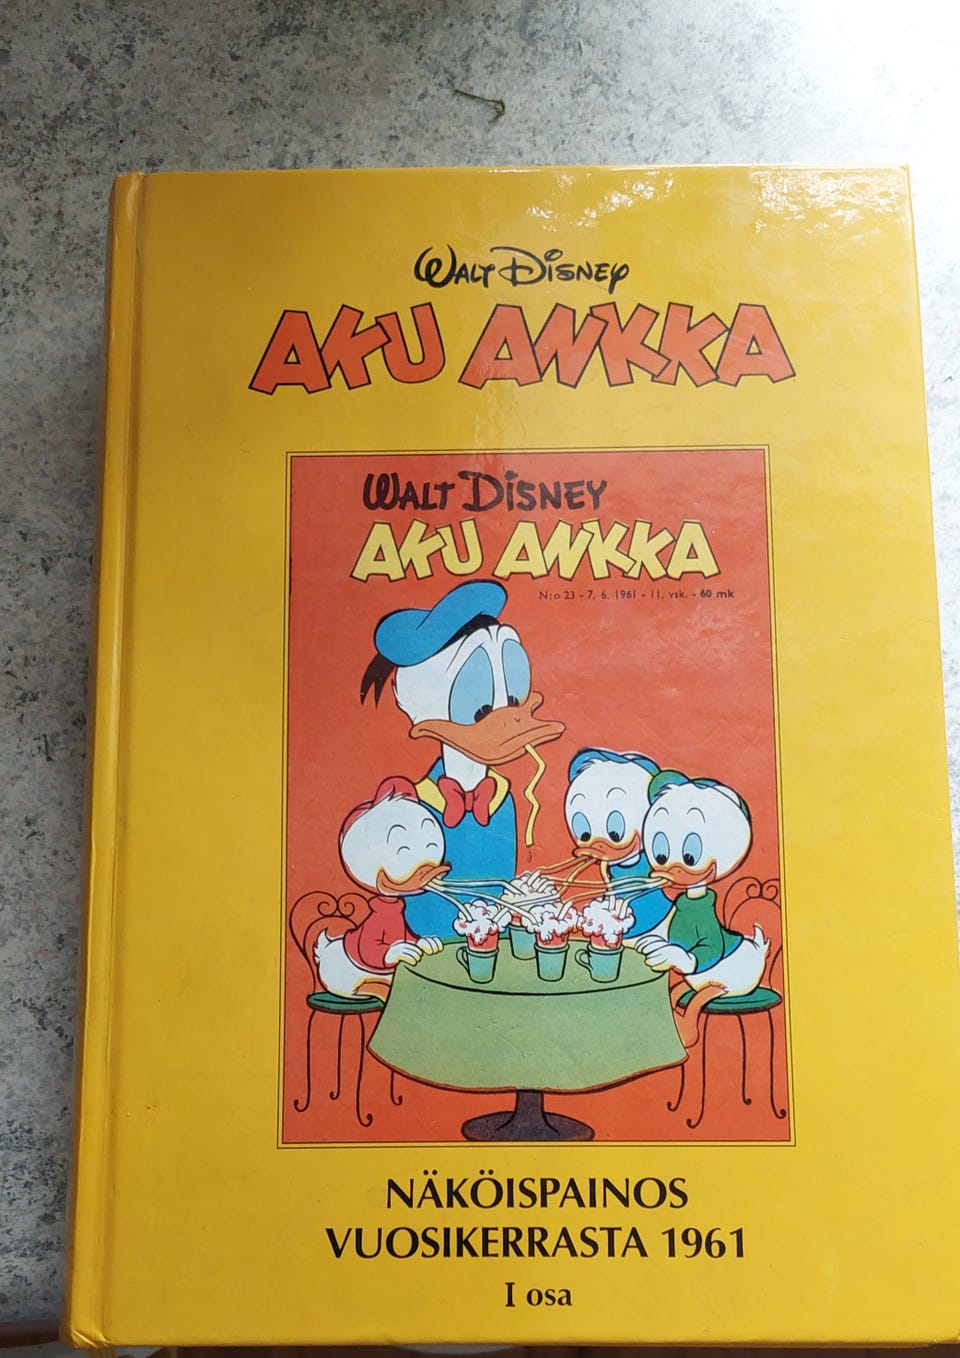 WALT DISNEY
AKU ANKKA
WALT DISNEY
AKU ANKKA
N:o 23 - 7. 6. 1961 - 11. vsk. - 60 mk
NÄKÖISPAINOS
VUOSIKERRASTA 1961
I osa